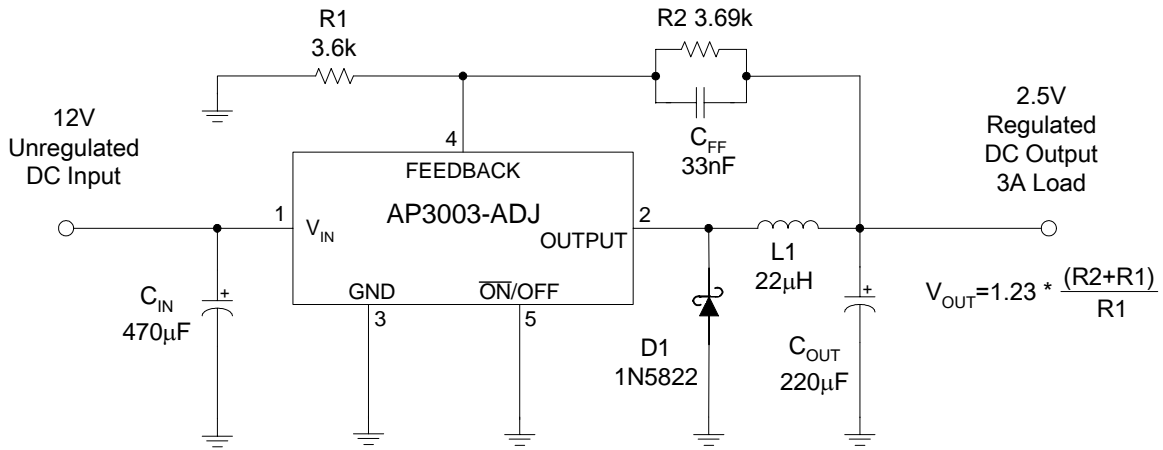 R1
3.6k
R2 3.69k
C_FF
33nF
12V
Unregulated
DC Input
2.5V
Regulated
DC Output
3A Load
4
FEEDBACK
AP3003-ADJ
1
V_IN
2
OUTPUT
GND
3
O̅N̅/OFF
5
C_IN
470μF
L1
22μH
D1
1N5822
C_OUT
220μF
+
+
V_OUT=1.23 * (R2+R1)
R1